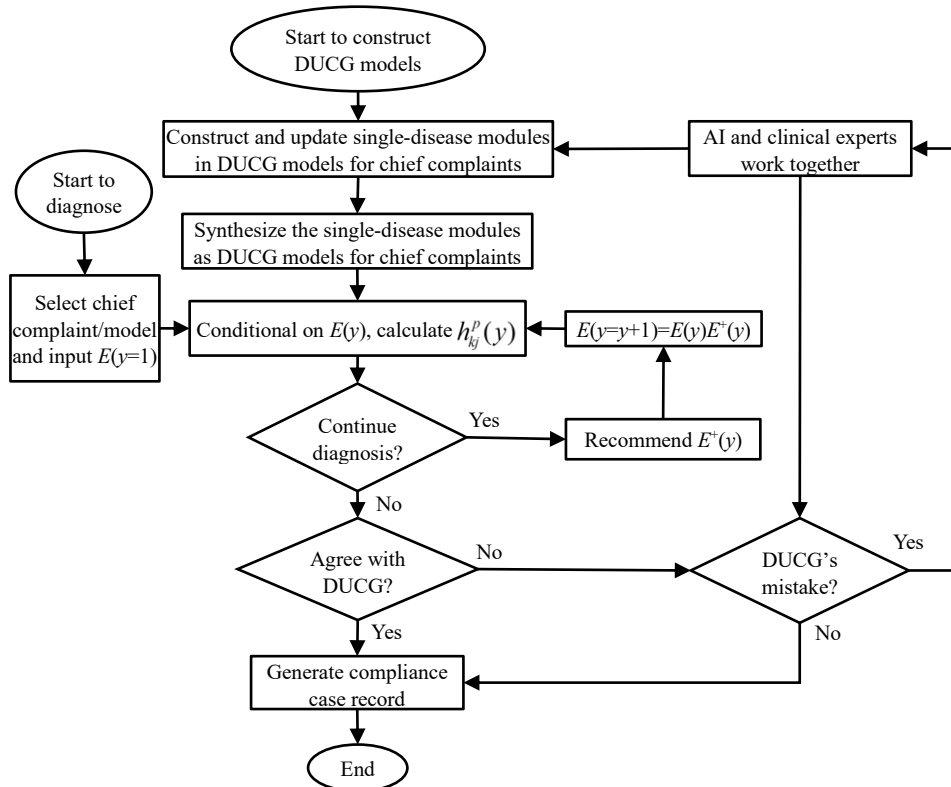 Start to construct
DUCG models
Construct and update single-disease modules
in DUCG models for chief complaints
AI and clinical experts
work together
Start to
diagnose
Synthesize the single-disease modules
as DUCG models for chief complaints
Select chief
complaint/model
and input E(y=1)
Conditional on E(y), calculate h_{kj}^{p}(y)
E(y=y+1)=E(y)E⁺(y)
Continue
diagnosis?
Yes
Recommend E⁺(y)
No
Agree with
DUCG?
No
DUCG’s
mistake?
Yes
Yes
No
Generate compliance
case record
End